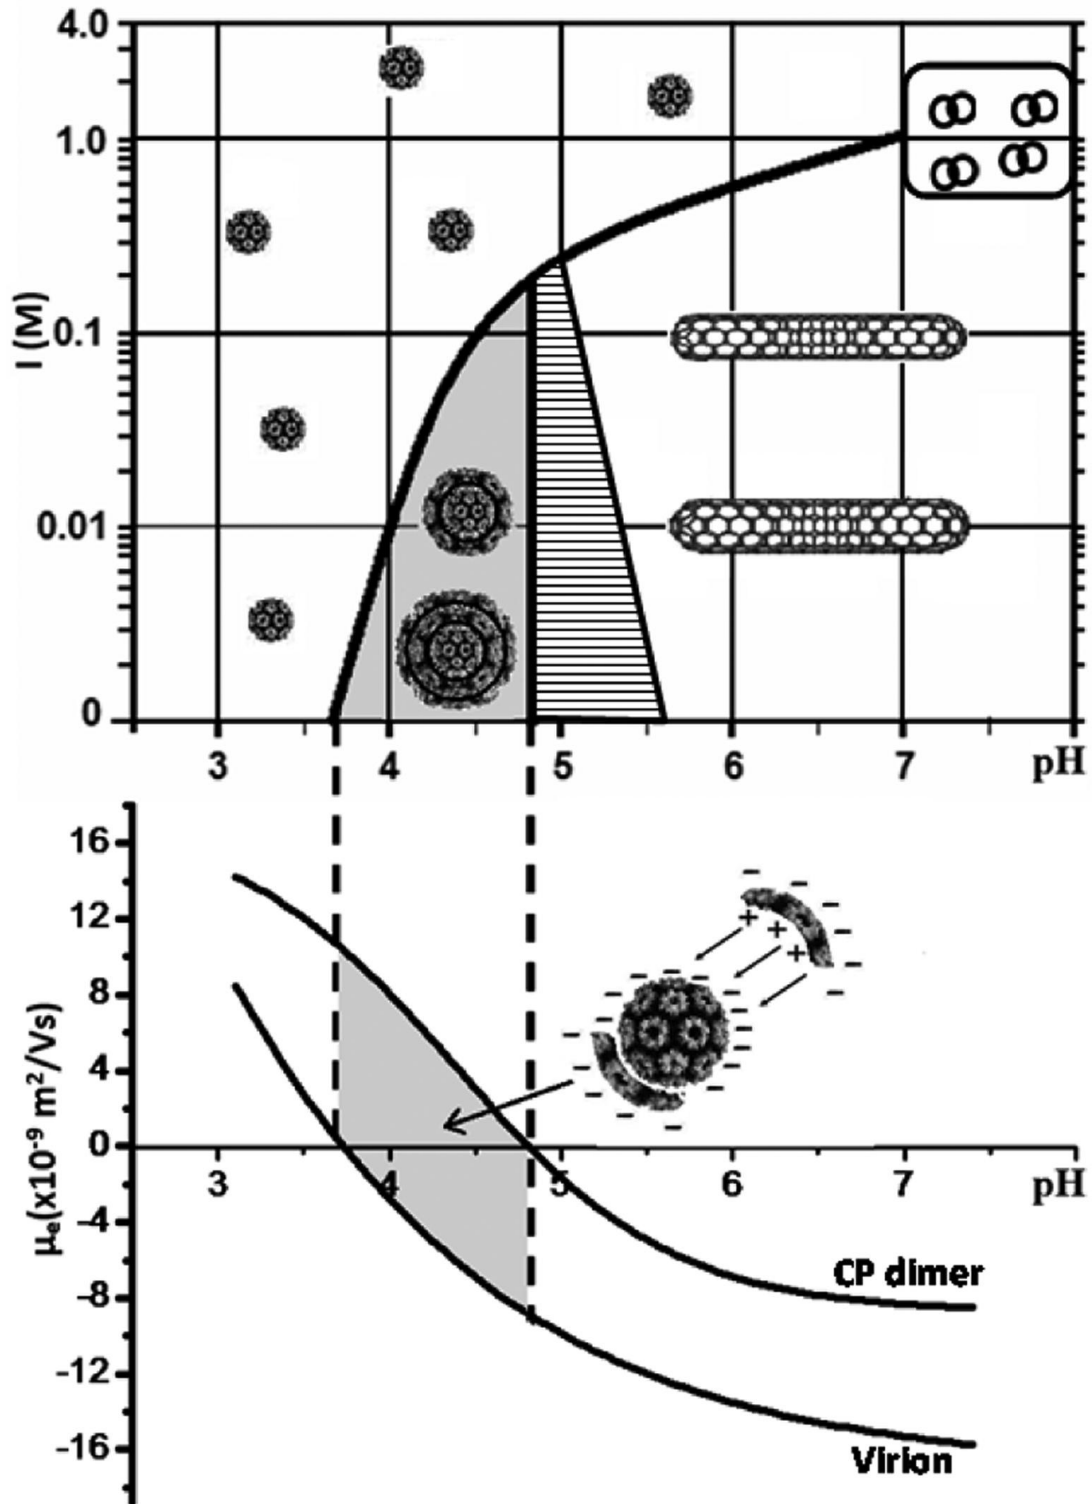 4.0
1.0
0.1
0.01
0
I (M)
3 4 5 6 7 pH
16
12
8
4
0
-4
-8
-12
-16
μe(x10⁻⁹ m²/Vs)
3 4 5 6 7 pH
− − − − − −
+ + +
CP dimer
Virion